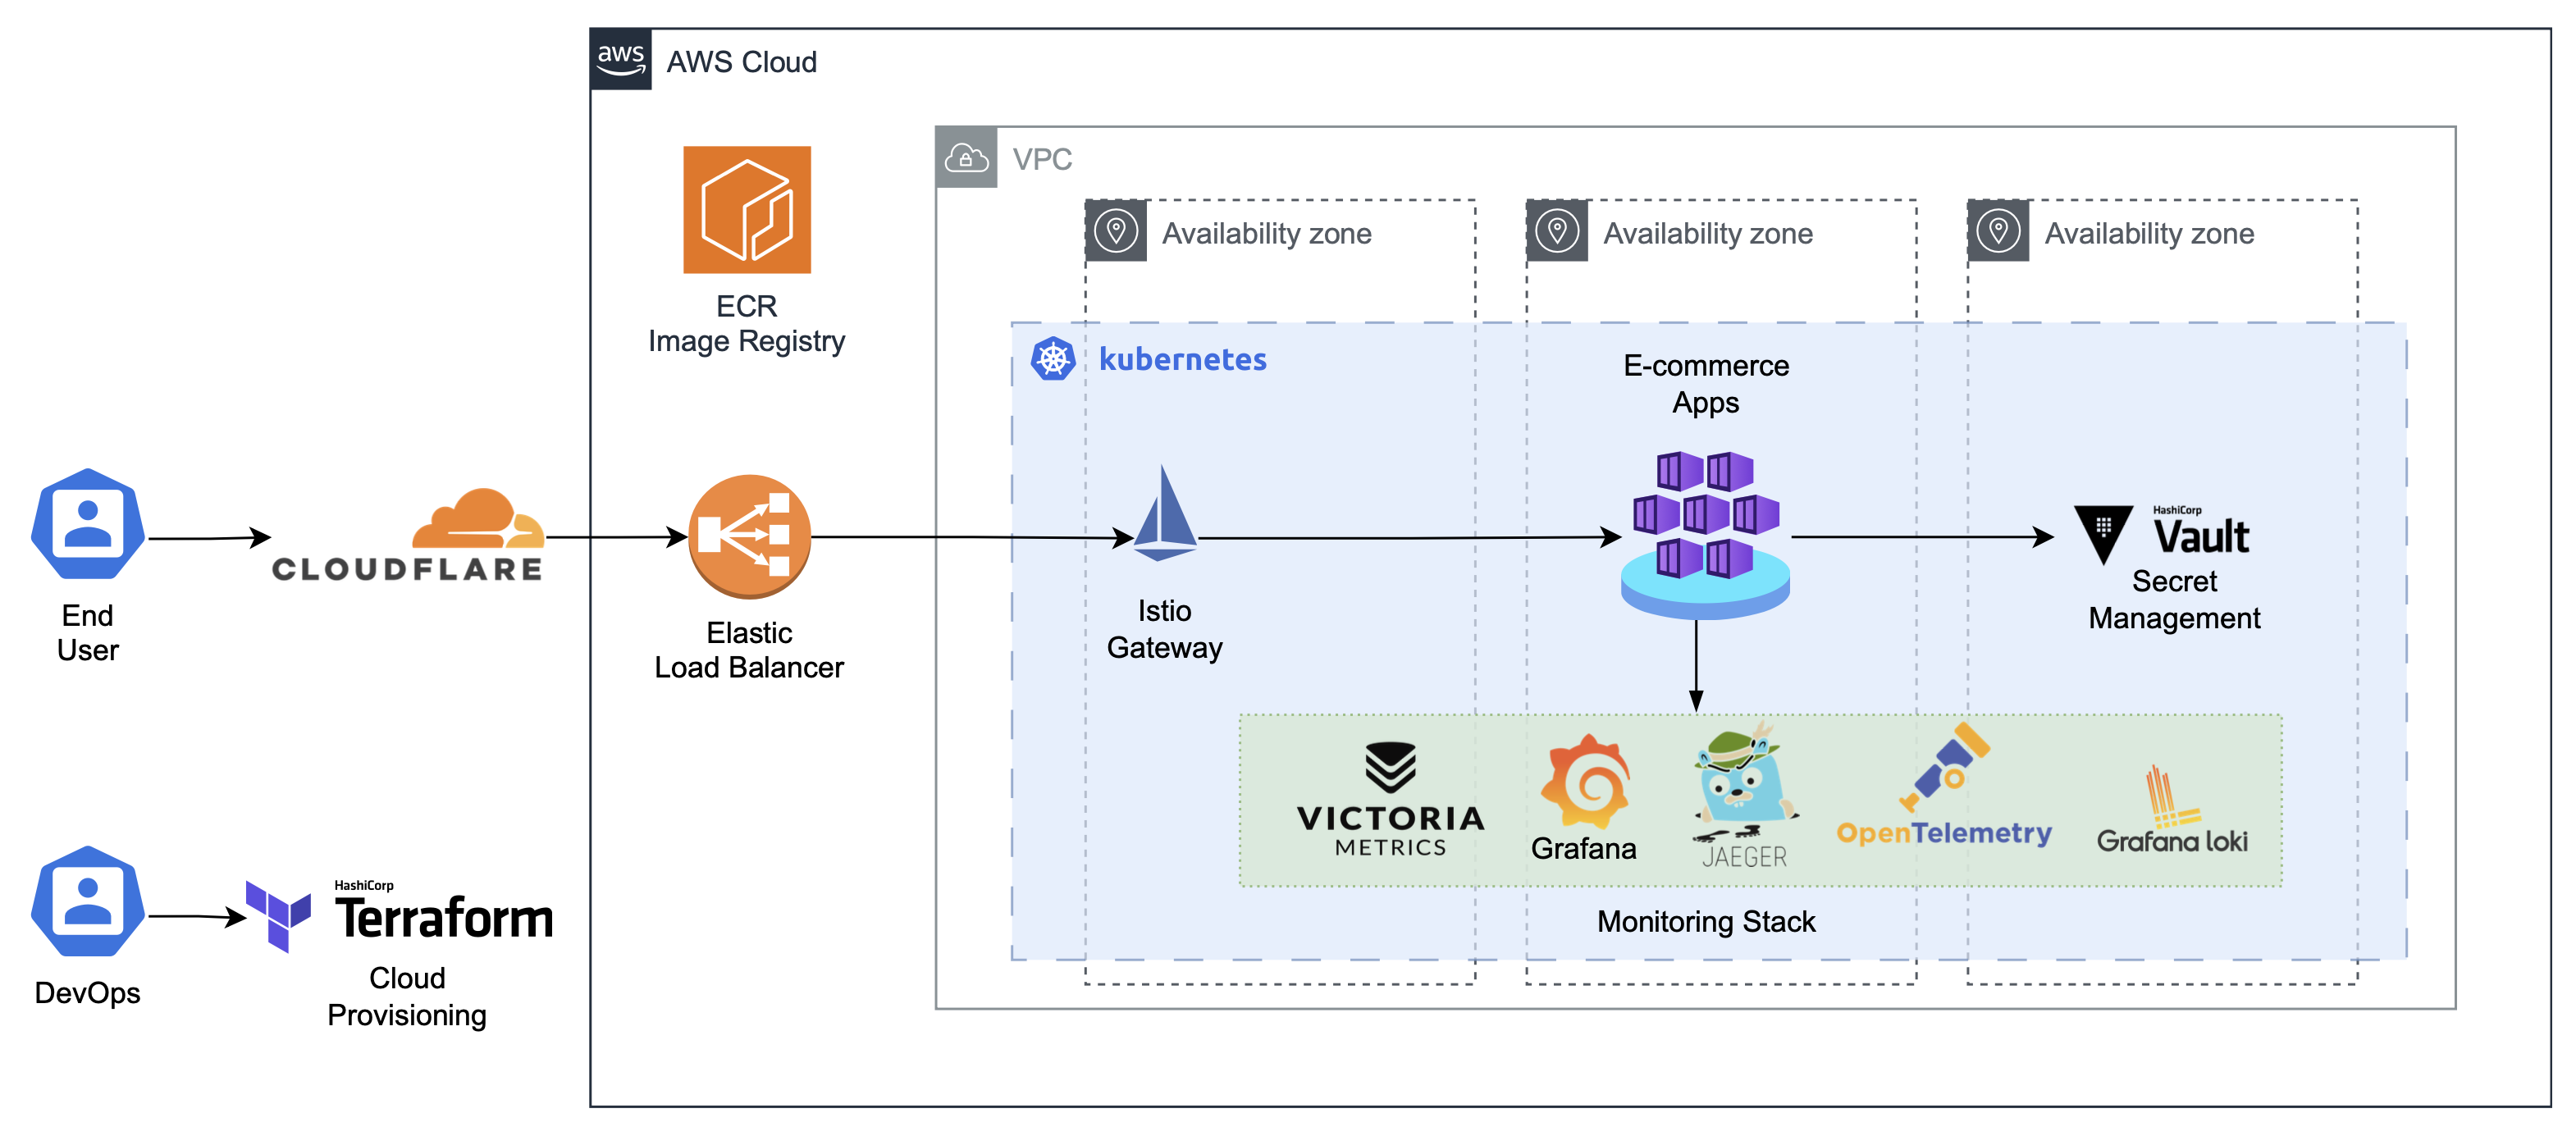 aws
AWS Cloud
VPC
Availability zone
Availability zone
Availability zone
ECR
Image Registry
kubernetes
E-commerce
Apps
CLOUDFLARE
HashiCorp
Vault
Secret
Management
End
User
Elastic
Load Balancer
Istio
Gateway
VICTORIA
METRICS
Grafana
JAEGER
OpenTelemetry
Grafana loki
Monitoring Stack
DevOps
HashiCorp
Terraform
Cloud
Provisioning